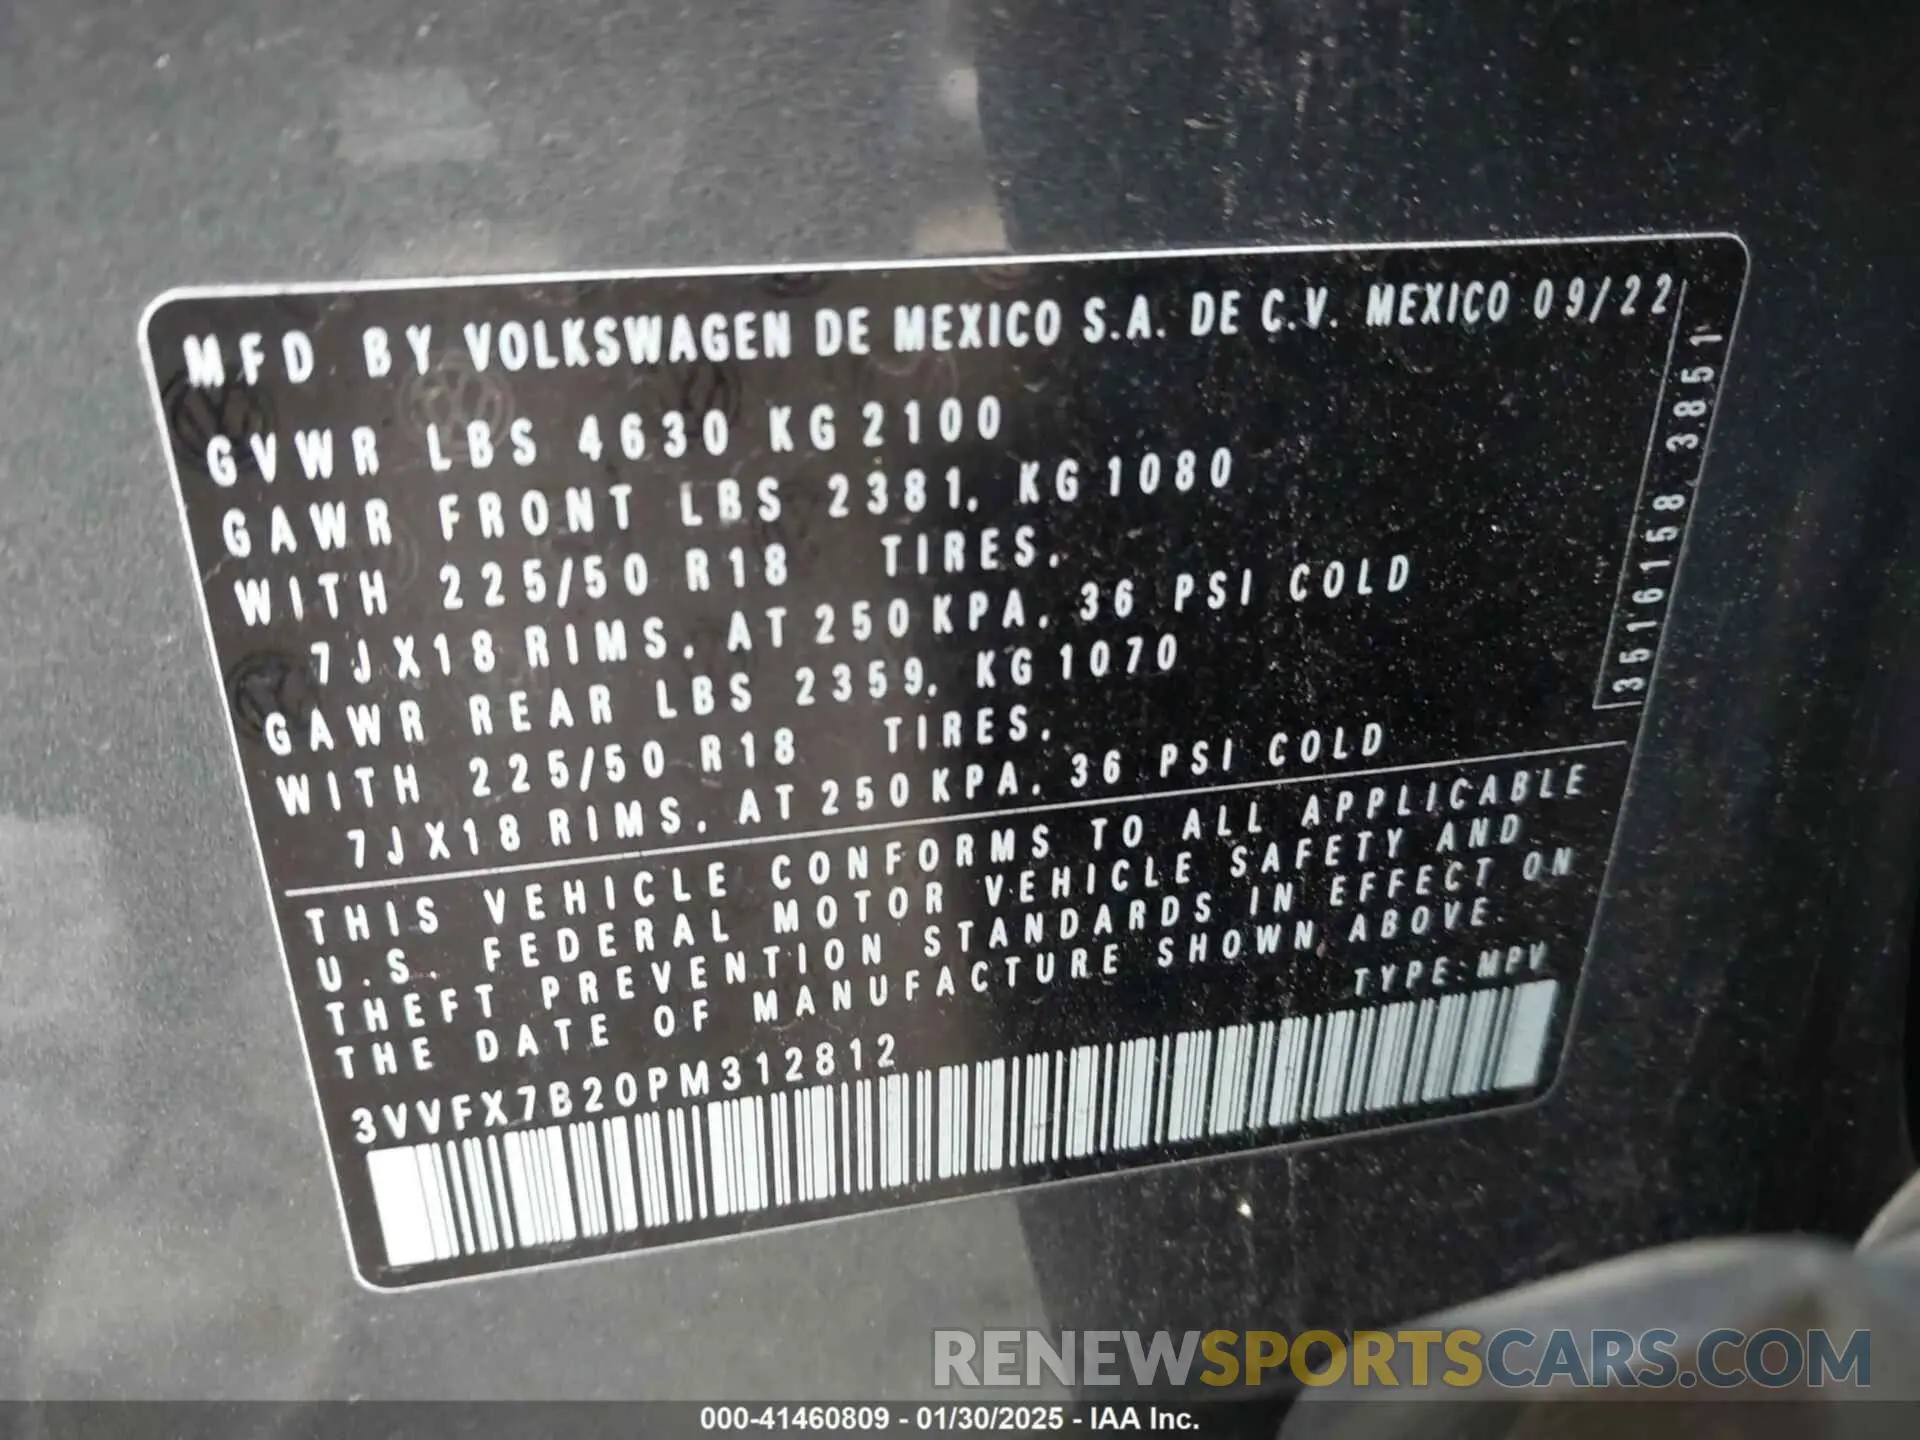 MFD BY VOLKSWAGEN DE MEXICO S.A. DE C.V. MEXICO 09/22
GVWR LBS 4630 KG 2100
GAWR FRONT LBS 2381, KG 1080
WITH 225/50 R18 TIRES.
7JX18 RIMS, AT 250 KPA. 36 PSI COLD
GAWR REAR LBS 2359, KG 1070
WITH 225/50 R18 TIRES.
7JX18 RIMS, AT 250 KPA. 36 PSI COLD
3516158 3851
THIS VEHICLE CONFORMS TO ALL APPLICABLE
U.S. FEDERAL MOTOR VEHICLE SAFETY AND
THEFT PREVENTION STANDARDS IN EFFECT ON
THE DATE OF MANUFACTURE SHOWN ABOVE.
TYPE: MPV
3VVFX7B20PM312812
RENEWSPORTSCARS.COM
000-41460809 - 01/30/2025 - IAA Inc.